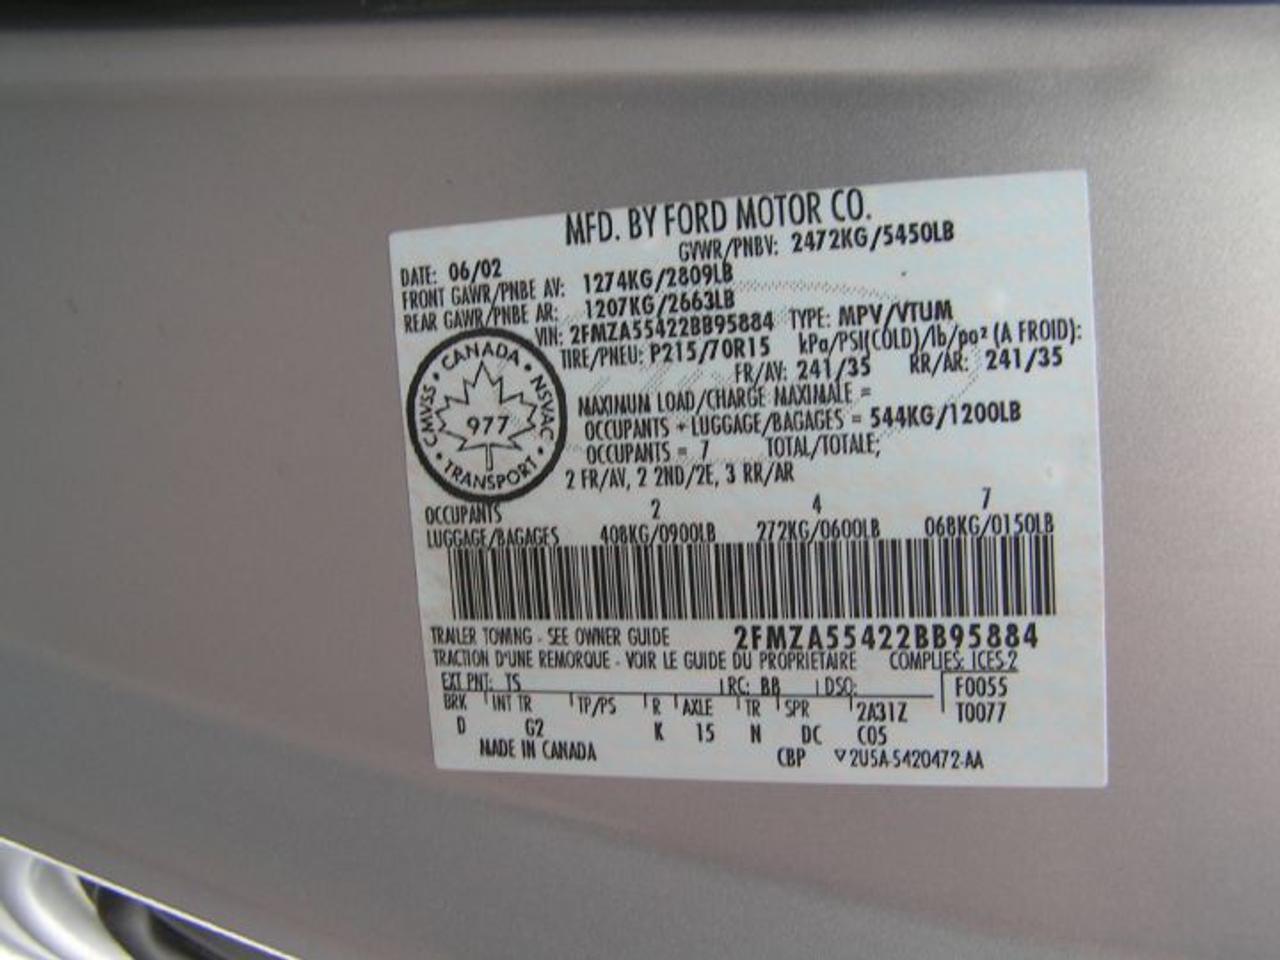 MFD. BY FORD MOTOR CO.
DATE: 06/02 GVWR/PNBV: 2472KG/5450LB
FRONT GAWR/PNBE AV: 1274KG/2809LB
REAR GAWR/PNBE AR: 1207KG/2663LB
VIN: 2FMZA55422BB95884 TYPE: MPV/VTUM
TIRE/PNEU: P215/70R15 kPa/PSI(COLD)/lb/po² (A FROID):
FR/AV: 241/35 RR/AR: 241/35
CANADA
CMVSS 977 NSVAC
TRANSPORT
MAXIMUM LOAD/CHARGE MAXIMALE =
OCCUPANTS + LUGGAGE/BAGAGES = 544KG/1200LB
OCCUPANTS = 7 TOTAL/TOTALE;
2 FR/AV, 2 2ND/2E, 3 RR/AR
OCCUPANTS 2 4 7
LUGGAGE/BAGAGES 408KG/0900LB 272KG/0600LB 068KG/0150LB
TRAILER TOWING - SEE OWNER GUIDE 2FMZA55422BB95884
TRACTION D'UNE REMORQUE - VOIR LE GUIDE DU PROPRIETAIRE COMPLIES: ICES-2
EXT PNT: TS RC: BB DSO: F0055
BRK INT TR TP/PS R AXLE TR SPR 2A31Z T0077
D G2 K 15 N DC C05
MADE IN CANADA CBP ▽2U5A-5420472-AA